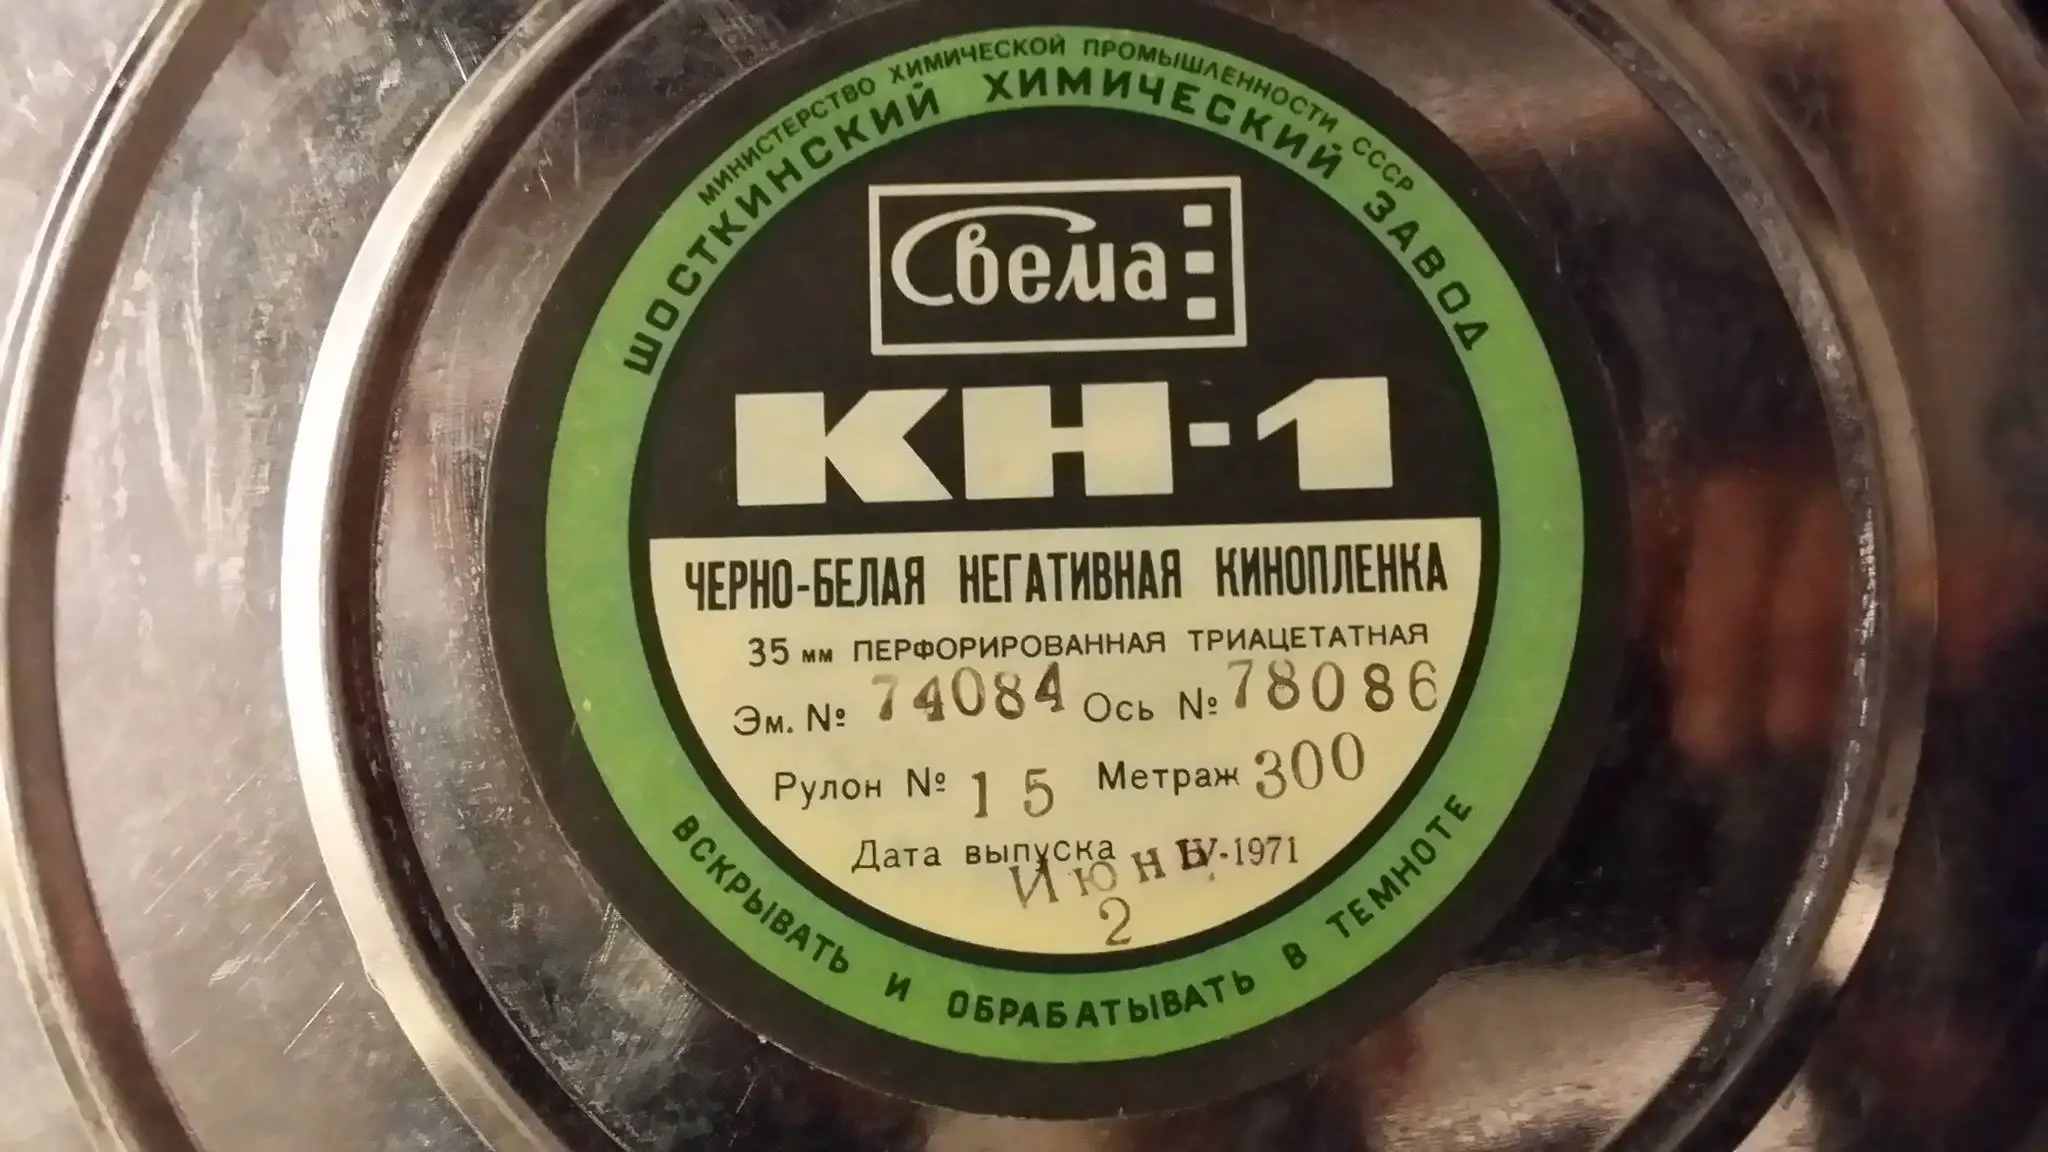 МИНИСТЕРСТВО ХИМИЧЕСКОЙ ПРОМЫШЛЕННОСТИ СССР
ШОСТКИНСКИЙ ХИМИЧЕСКИЙ ЗАВОД
Свема
КН-1
ЧЕРНО-БЕЛАЯ НЕГАТИВНАЯ КИНОПЛЕНКА
35 мм ПЕРФОРИРОВАННАЯ ТРИАЦЕТАТНАЯ
Эм. № 74084 Ось № 78086
Рулон № 15 Метраж 300
Дата выпуска Июнь -1971
2
ВСКРЫВАТЬ И ОБРАБАТЫВАТЬ В ТЕМНОТЕ